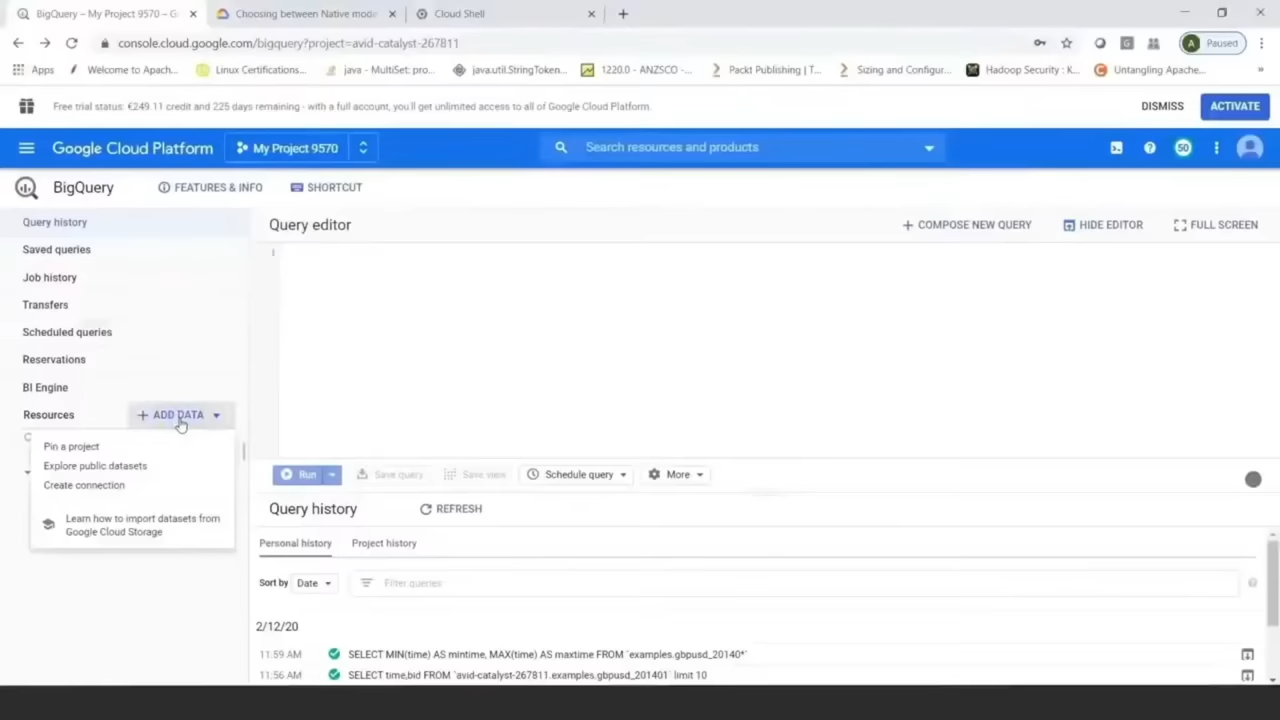 BigQuery – My Project 9570 – G
Choosing between Native mode
Cloud Shell
console.cloud.google.com/bigquery?project=avid-catalyst-267811
A Paused
Apps
Welcome to Apach...
Linux Certifications...
java - MultiSet: pro...
java.util.StringToken...
1220.0 - ANZSCO -...
Packt Publishing | T...
Sizing and Configur...
Hadoop Security : K...
Untangling Apache...
»
Free trial status: €249.11 credit and 225 days remaining - with a full account, you'll get unlimited access to all of Google Cloud Platform.
DISMISS
ACTIVATE
Google Cloud Platform
My Project 9570
Search resources and products
50
BigQuery
FEATURES & INFO
SHORTCUT
Query history
Saved queries
Job history
Transfers
Scheduled queries
Reservations
BI Engine
Resources
ADD DATA
Pin a project
Explore public datasets
Create connection
Learn how to import datasets from
Google Cloud Storage
Query editor
COMPOSE NEW QUERY
HIDE EDITOR
FULL SCREEN
1
Run
Save query
Save view
Schedule query
More
Query history
REFRESH
Personal history
Project history
Sort by
Date
Filter queries
2/12/20
11:59 AM SELECT MIN(time) AS mintime, MAX(time) AS maxtime FROM `examples.gbpusd_20140*`
11:56 AM SELECT time,bid FROM `avid-catalyst-267811.examples.gbpusd_201401` limit 10